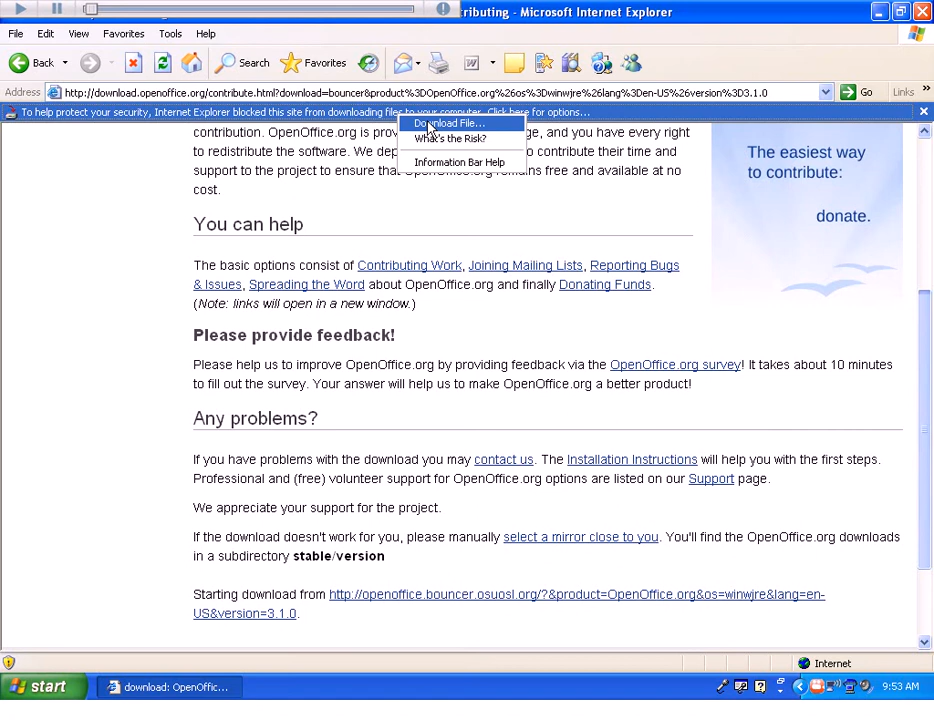 tributing - Microsoft Internet Explorer
File Edit View Favorites Tools Help
Back Search Favorites
Address http://download.openoffice.org/contribute.html?download=bouncer&product%3DOpenOffice.org%26os%3Dwinwjre%26lang%3Den-US%26version%3D3.1.0 Go Links »
To help protect your security, Internet Explorer blocked this site from downloading files to your computer. Click here for options...
Download File...
What's the Risk?
Information Bar Help
contribution. OpenOffice.org is prov ge, and you have every right
to redistribute the software. We dep o contribute their time and
support to the project to ensure that OpenOffice.org remains free and available at no
cost.
The easiest way
to contribute:
donate.
You can help
The basic options consist of Contributing Work, Joining Mailing Lists, Reporting Bugs
& Issues, Spreading the Word about OpenOffice.org and finally Donating Funds.
(Note: links will open in a new window.)
Please provide feedback!
Please help us to improve OpenOffice.org by providing feedback via the OpenOffice.org survey! It takes about 10 minutes
to fill out the survey. Your answer will help us to make OpenOffice.org a better product!
Any problems?
If you have problems with the download you may contact us. The Installation Instructions will help you with the first steps.
Professional and (free) volunteer support for OpenOffice.org options are listed on our Support page.
We appreciate your support for the project.
If the download doesn't work for you, please manually select a mirror close to you. You'll find the OpenOffice.org downloads
in a subdirectory stable/version
Starting download from http://openoffice.bouncer.osuosl.org/?&product=OpenOffice.org&os=winwjre&lang=en-
US&version=3.1.0.
Internet
start download: OpenOffic... 9:53 AM